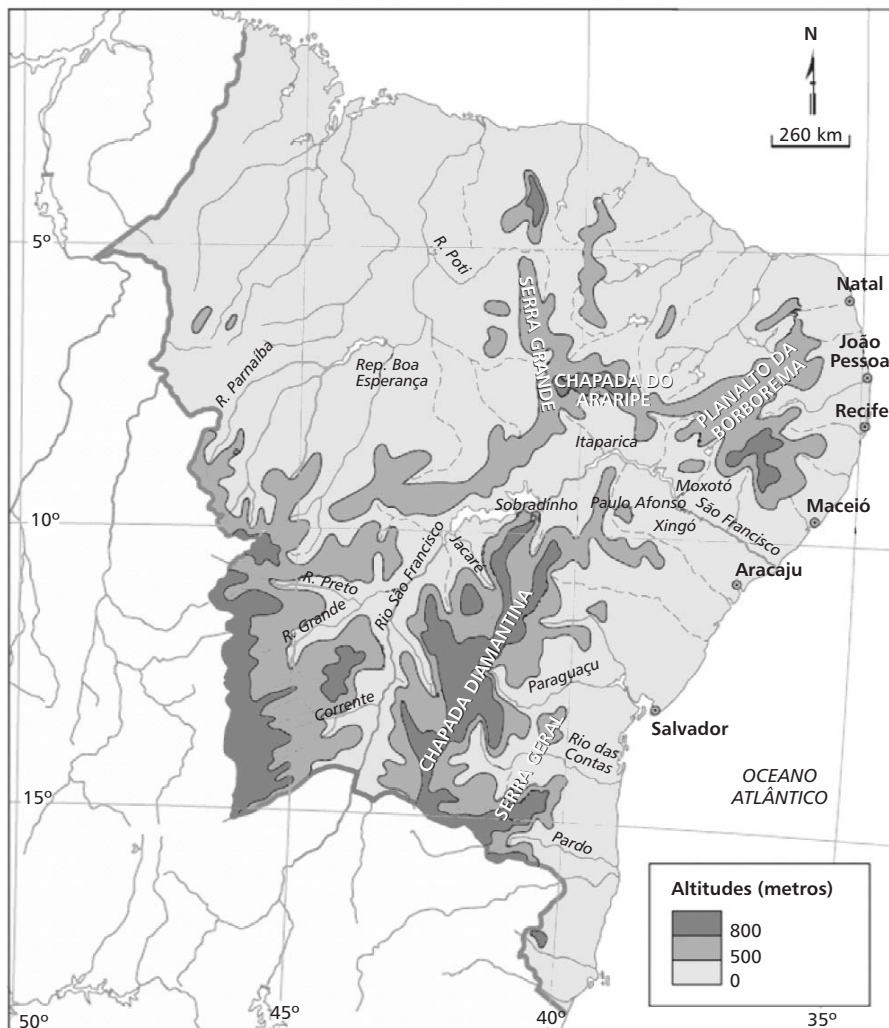 N
260 km
5º
R. Poti
Natal
SERRA GRANDE
João
Pessoa
R. Parnaíba
Rep. Boa
Esperança
CHAPADA DO
ARARIPE
PLANALTO DA
BORBOREMA
Recife
Itaparica
Moxotó
Sobradinho
Paulo Afonso
São Francisco
Maceió
10º
Xingó
Jacaré
Rio São Francisco
Aracaju
R. Preto
R. Grande
CHAPADA DIAMANTINA
Paraguaçu
Corrente
Salvador
SERRA GERAL
Rio das
Contas
OCEANO
ATLÂNTICO
15º
Pardo
Altitudes (metros)
800
500
0
50º
45º
40º
35º